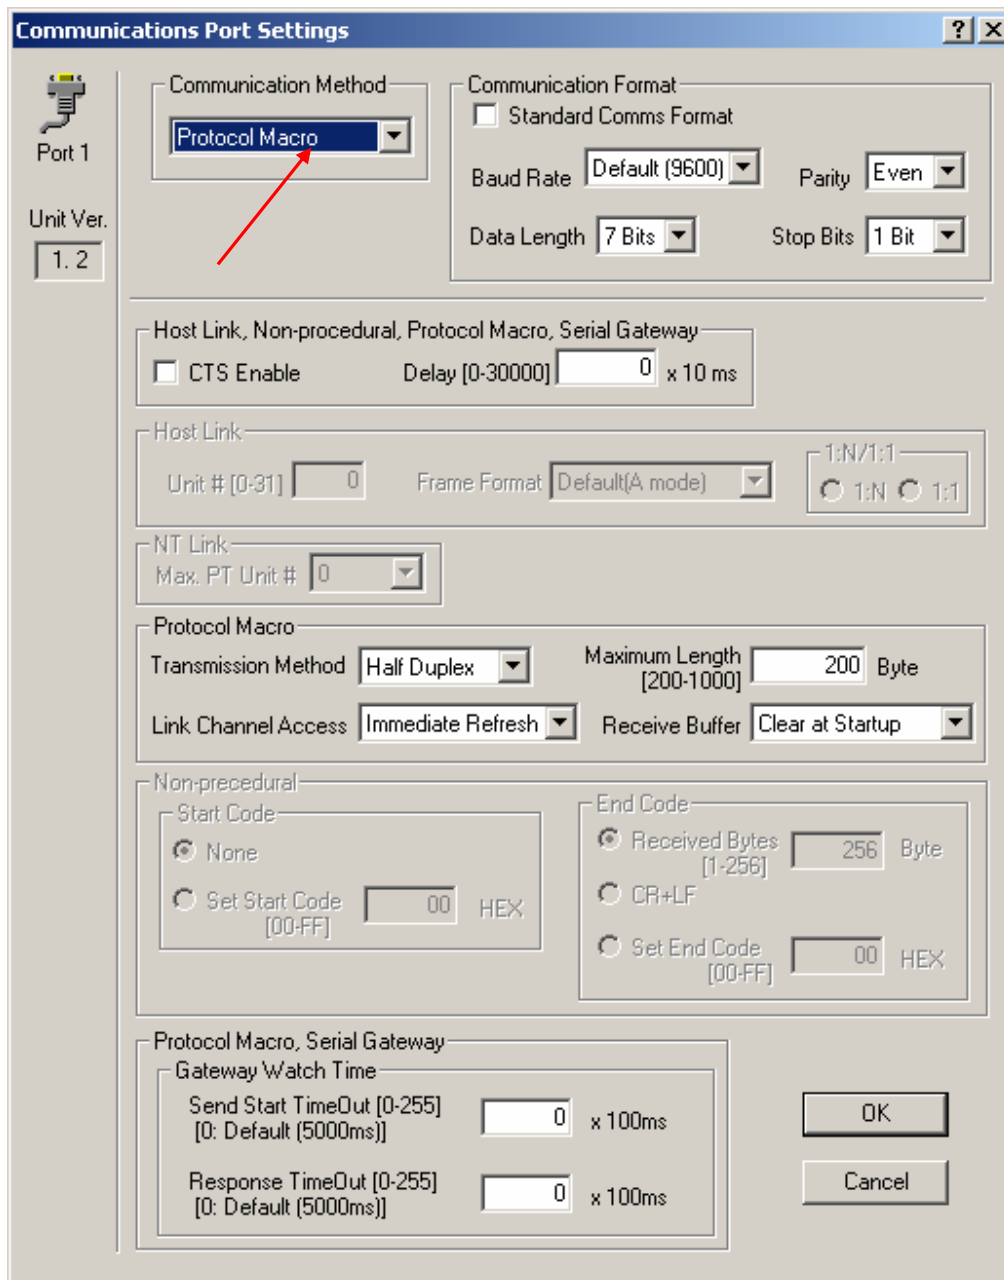 Communications Port Settings
Port 1
Unit Ver.
1. 2
Communication Method
Protocol Macro
Communication Format
Standard Comms Format
Baud Rate Default (9600) Parity Even
Data Length 7 Bits Stop Bits 1 Bit
Host Link, Non-procedural, Protocol Macro, Serial Gateway
CTS Enable Delay [0-30000] 0 x 10 ms
Host Link
Unit # [0-31] 0 Frame Format Default(A mode)
1:N/1:1
1:N 1:1
NT Link
Max. PT Unit # 0
Protocol Macro
Transmission Method Half Duplex Maximum Length 200 Byte
[200-1000]
Link Channel Access Immediate Refresh Receive Buffer Clear at Startup
Non-precedural
Start Code
None
Set Start Code 00 HEX
[00-FF]
End Code
Received Bytes 256 Byte
[1-256]
CR+LF
Set End Code 00 HEX
[00-FF]
Protocol Macro, Serial Gateway
Gateway Watch Time
Send Start TimeOut [0-255] 0 x 100ms
[0: Default (5000ms)]
Response TimeOut [0-255] 0 x 100ms
[0: Default (5000ms)]
OK
Cancel